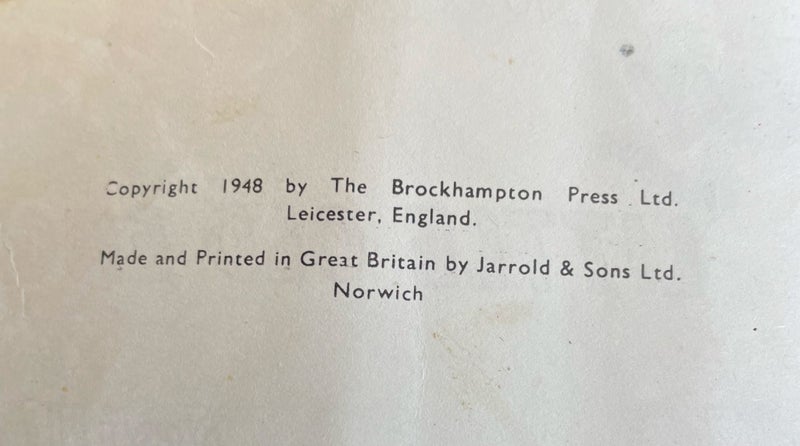 Copyright 1948 by The Brockhampton Press Ltd.
Leicester, England.
Made and Printed in Great Britain by Jarrold & Sons Ltd.
Norwich